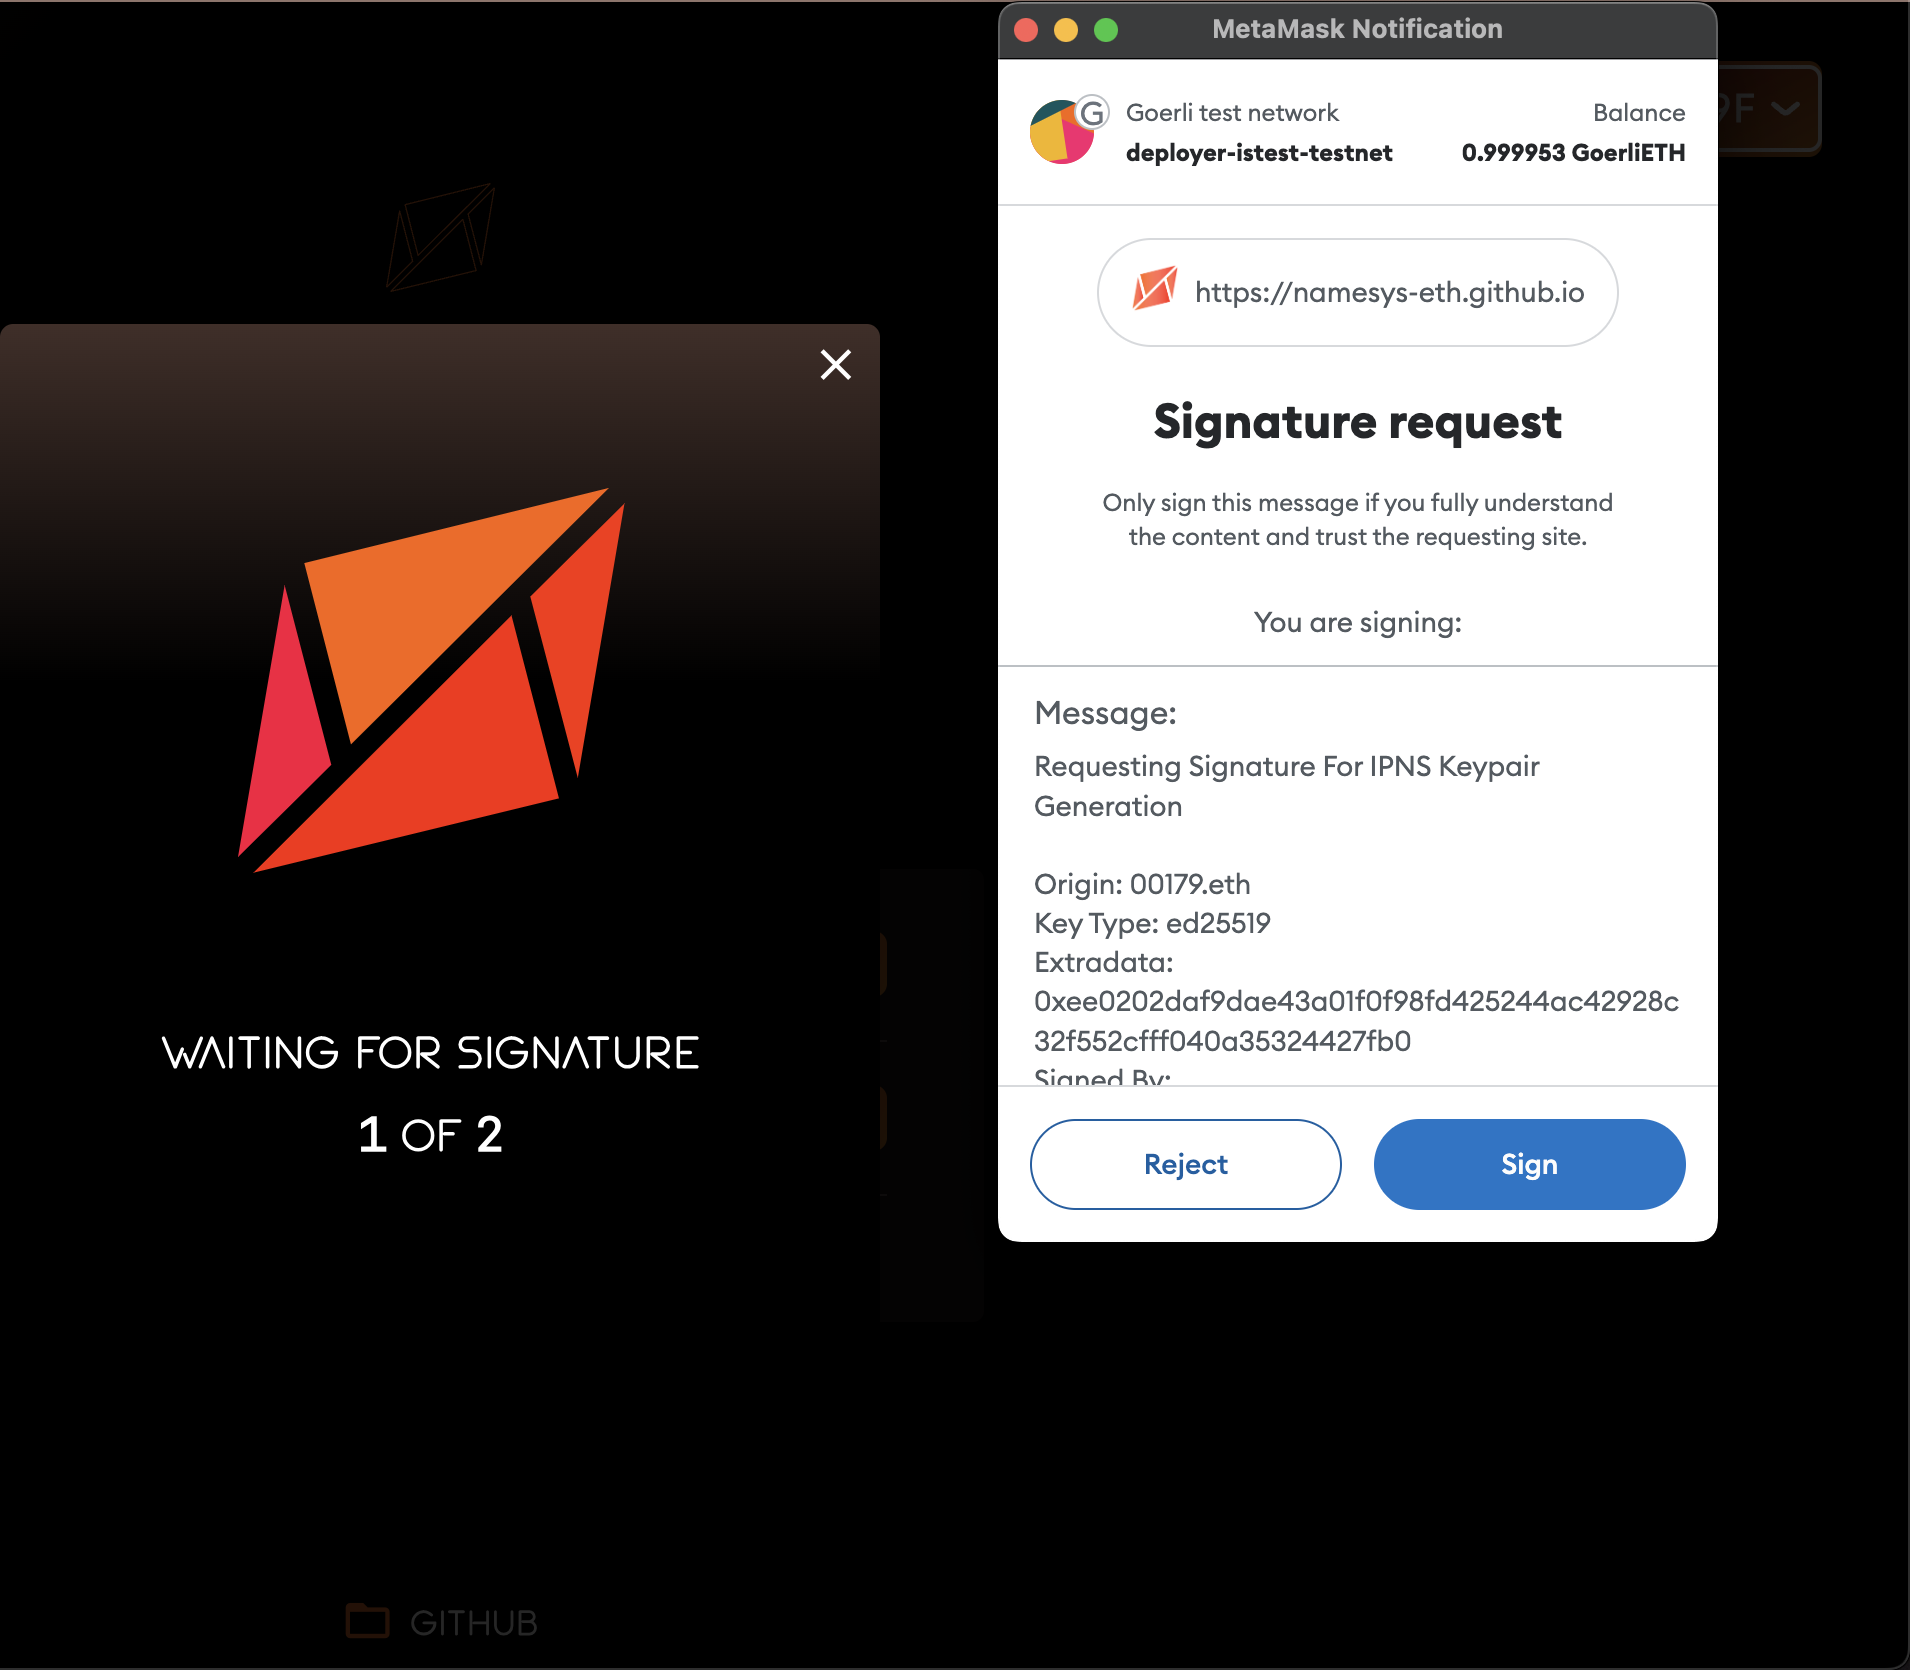 WAITING FOR SIGNATURE
1 OF 2
GITHUB
MetaMask Notification
9F
G
Goerli test network
Balance
deployer-istest-testnet
0.999953 GoerliETH
https://namesys-eth.github.io
Signature request
Only sign this message if you fully understand
the content and trust the requesting site.
You are signing:
Message:
Requesting Signature For IPNS Keypair
Generation
Origin: 00179.eth
Key Type: ed25519
Extradata:
0xee0202daf9dae43a01f0f98fd425244ac42928c
32f552cfff040a35324427fb0
Signed By:
Reject
Sign